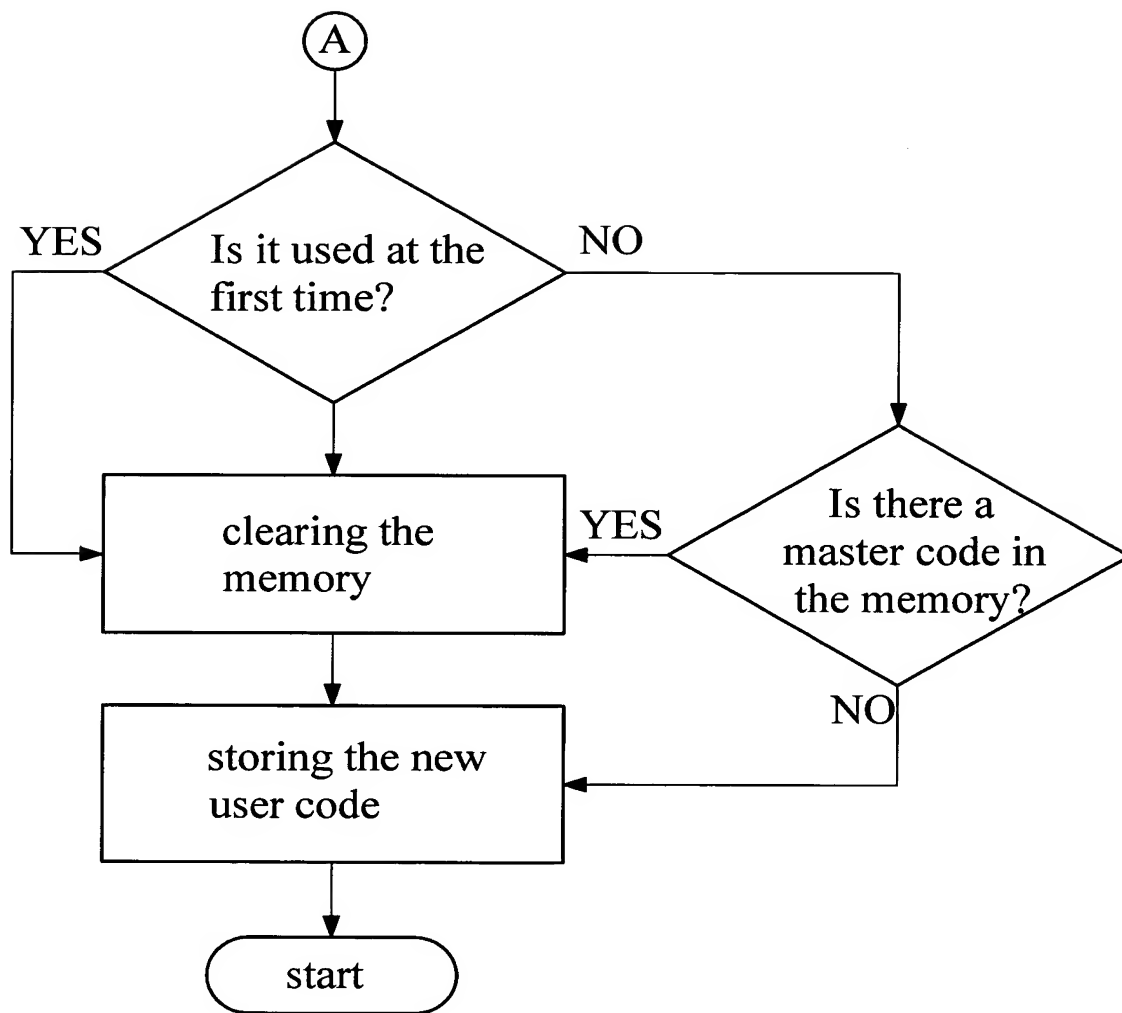 A
YES
Is it used at the
first time?
NO
clearing the
memory
YES
Is there a
master code in
the memory?
NO
storing the new
user code
start